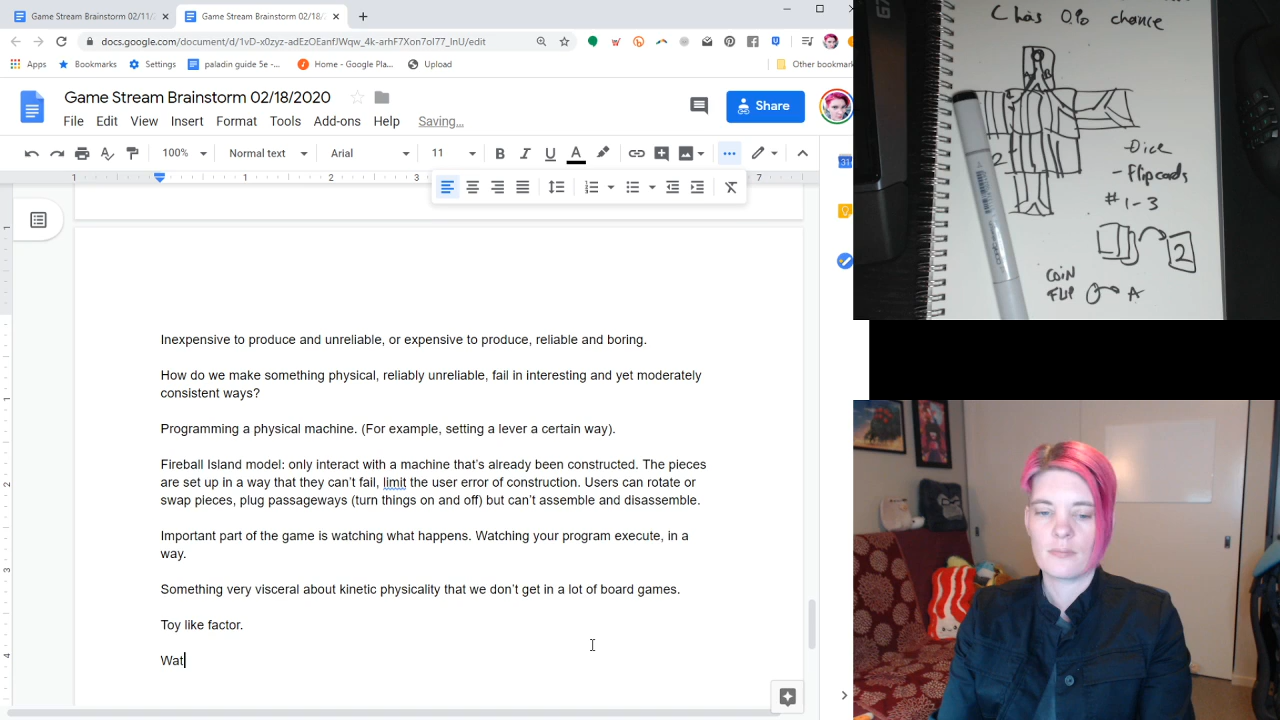 Game Stream Brainstorm 02/11/
Game Stream Brainstorm 02/18/
docs.google.com/document/d/1vD-x0zyz-adEzOEanfJWqw_4k-arhF7Xon7ol77_InU/edit
Apps
Bookmarks
Settings
paladin guide 5e -...
Home - Google Pla...
Upload
Other bookmark
Game Stream Brainstorm 02/18/2020
Share
File Edit View Insert Format Tools Add-ons Help Saving...
100% Normal text Arial 11 B I U A
1 1 2 3 7
Inexpensive to produce and unreliable, or expensive to produce, reliable and boring.
How do we make something physical, reliably unreliable, fail in interesting and yet moderately
consistent ways?
Programming a physical machine. (For example, setting a lever a certain way).
Fireball Island model: only interact with a machine that's already been constructed. The pieces
are set up in a way that they can't fail, limit the user error of construction. Users can rotate or
swap pieces, plug passageways (turn things on and off) but can't assemble and disassemble.
Important part of the game is watching what happens. Watching your program execute, in a
way.
Something very visceral about kinetic physicality that we don't get in a lot of board games.
Toy like factor.
Wat
C has 0% chance
-Dice
-Flipcards
#1-3
2
2
COIN
FLIP
A